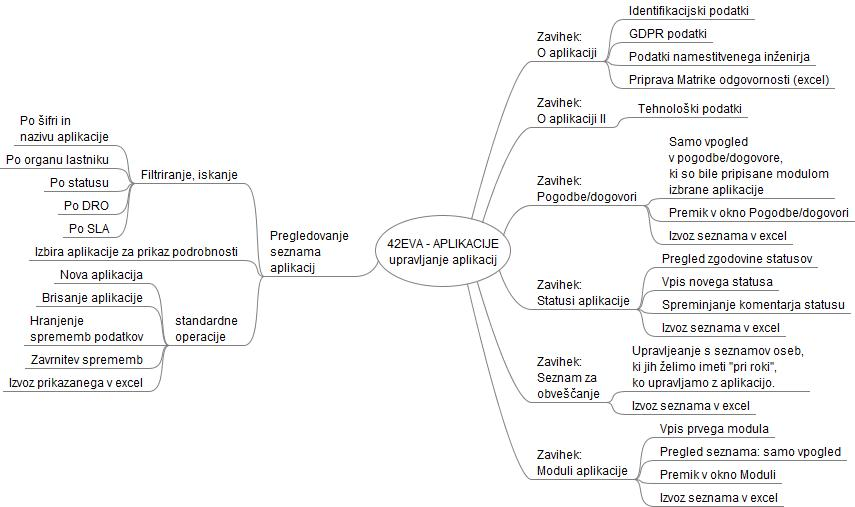 42EVA - APLIKACIJE
upravljanje aplikacij
Pregledovanje
seznama
aplikacij
Filtriranje, iskanje
Po šifri in
nazivu aplikacije
Po organu lastniku
Po statusu
Po DRO
Po SLA
Izbira aplikacije za prikaz podrobnosti
standardne
operacije
Nova aplikacija
Brisanje aplikacije
Hranjenje
sprememb podatkov
Zavrnitev sprememb
Izvoz prikazanega v excel
Zavihek:
O aplikaciji
Identifikacijski podatki
GDPR podatki
Podatki namestitvenega inženirja
Priprava Matrike odgovornosti (excel)
Zavihek:
O aplikaciji II
Tehnološki podatki
Zavihek:
Pogodbe/dogovori
Samo vpogled
v pogodbe/dogovore,
ki so bile pripisane modulom
izbrane aplikacije
Premik v okno Pogodbe/dogovori
Izvoz seznama v excel
Zavihek:
Statusi aplikacije
Pregled zgodovine statusov
Vpis novega statusa
Spreminjanje komentarja statusu
Izvoz seznama v excel
Zavihek:
Seznam za
obveščanje
Upravljeanje s seznamov oseb,
ki jih želimo imeti "pri roki",
ko upravljamo z aplikacijo.
Izvoz seznama v excel
Zavihek:
Moduli aplikacije
Vpis prvega modula
Pregled seznama: samo vpogled
Premik v okno Moduli
Izvoz seznama v excel